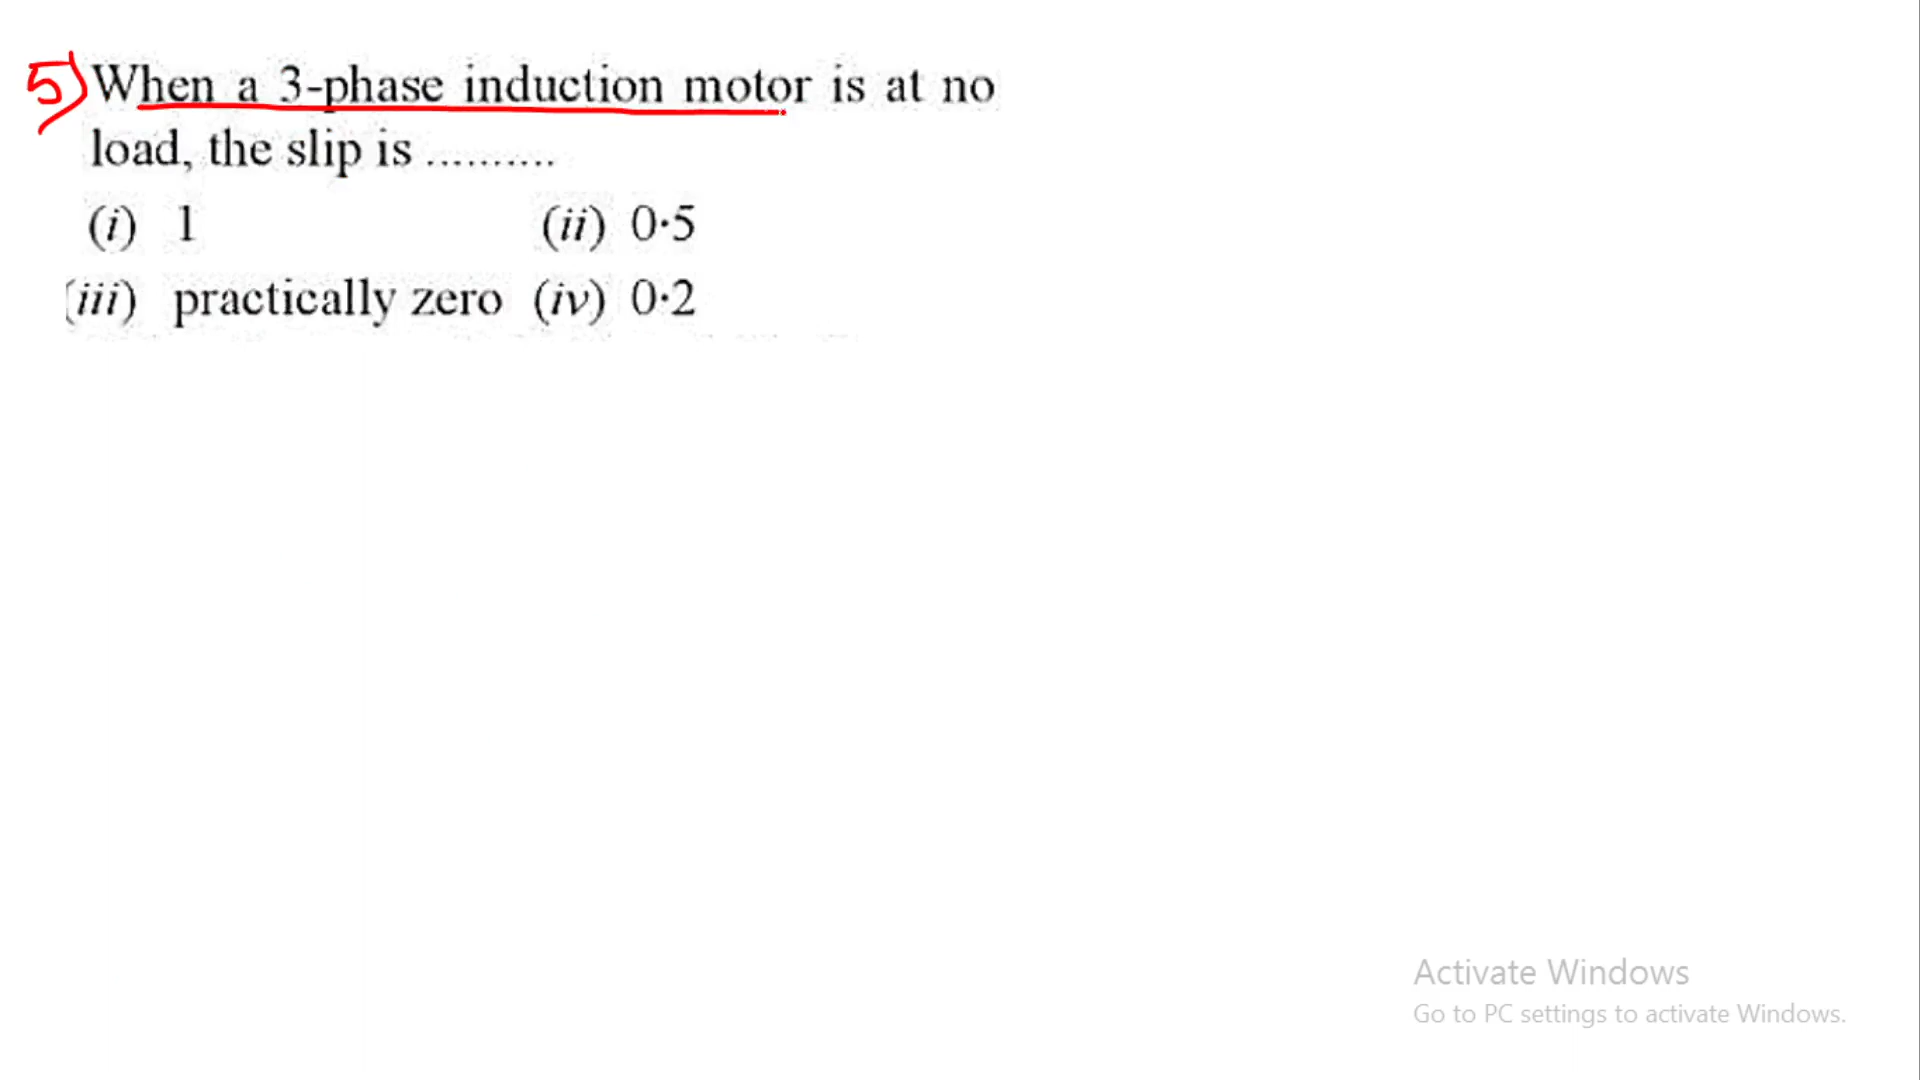 5) When a 3-phase induction motor is at no
load, the slip is ..........
(i) 1 (ii) 0·5
(iii) practically zero (iv) 0·2
Activate Windows
Go to PC settings to activate Windows.